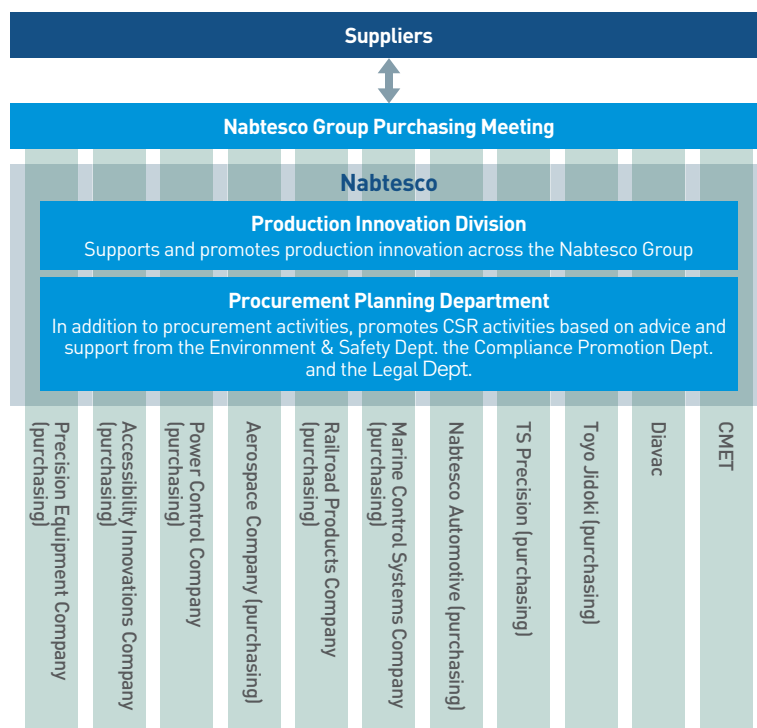 Suppliers
Nabtesco Group Purchasing Meeting
Nabtesco
Production Innovation Division
Supports and promotes production innovation across the Nabtesco Group
Procurement Planning Department
In addition to procurement activities, promotes CSR activities based on advice and
support from the Environment & Safety Dept. the Compliance Promotion Dept.
and the Legal Dept.
Precision Equipment Company
(purchasing)
Accessibility Innovations Company
(purchasing)
Power Control Company
(purchasing)
Aerospace Company (purchasing)
Railroad Products Company
(purchasing)
Marine Control Systems Company
(purchasing)
Nabtesco Automotive (purchasing)
TS Precision (purchasing)
Toyo Jidoki (purchasing)
Diavac
CMET